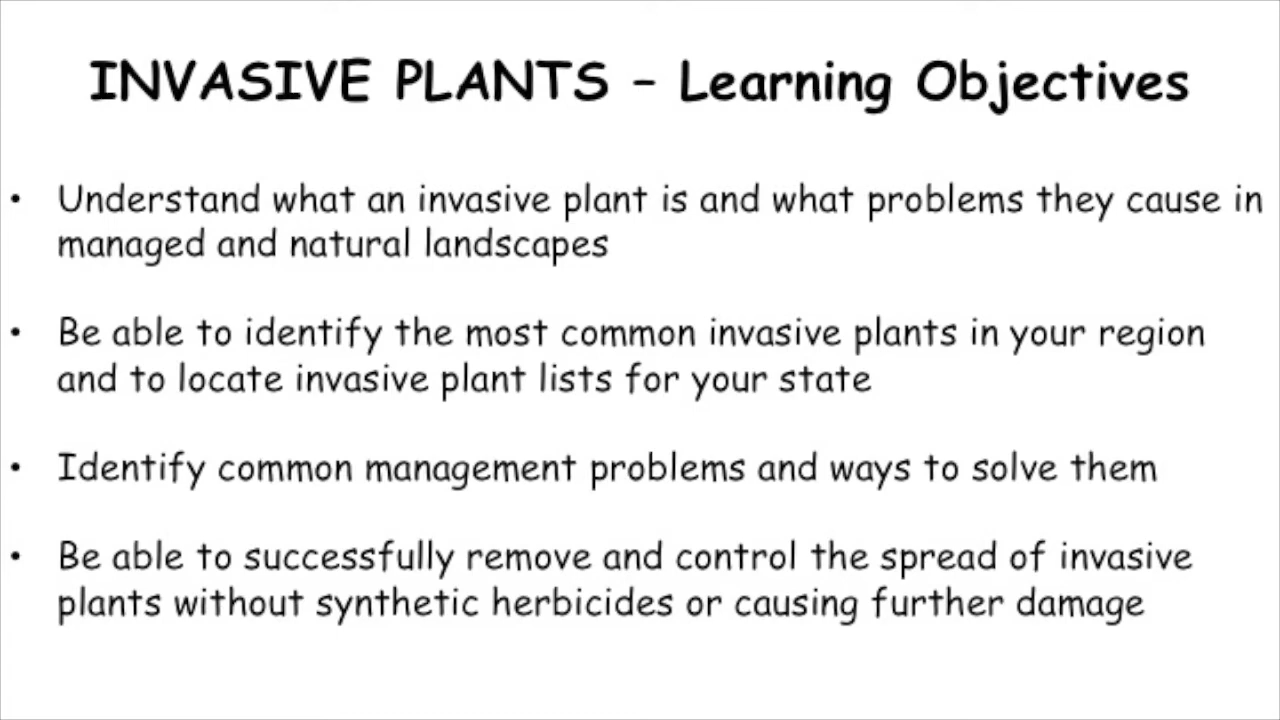 INVASIVE PLANTS – Learning Objectives
• Understand what an invasive plant is and what problems they cause in
managed and natural landscapes
• Be able to identify the most common invasive plants in your region
and to locate invasive plant lists for your state
• Identify common management problems and ways to solve them
• Be able to successfully remove and control the spread of invasive
plants without synthetic herbicides or causing further damage